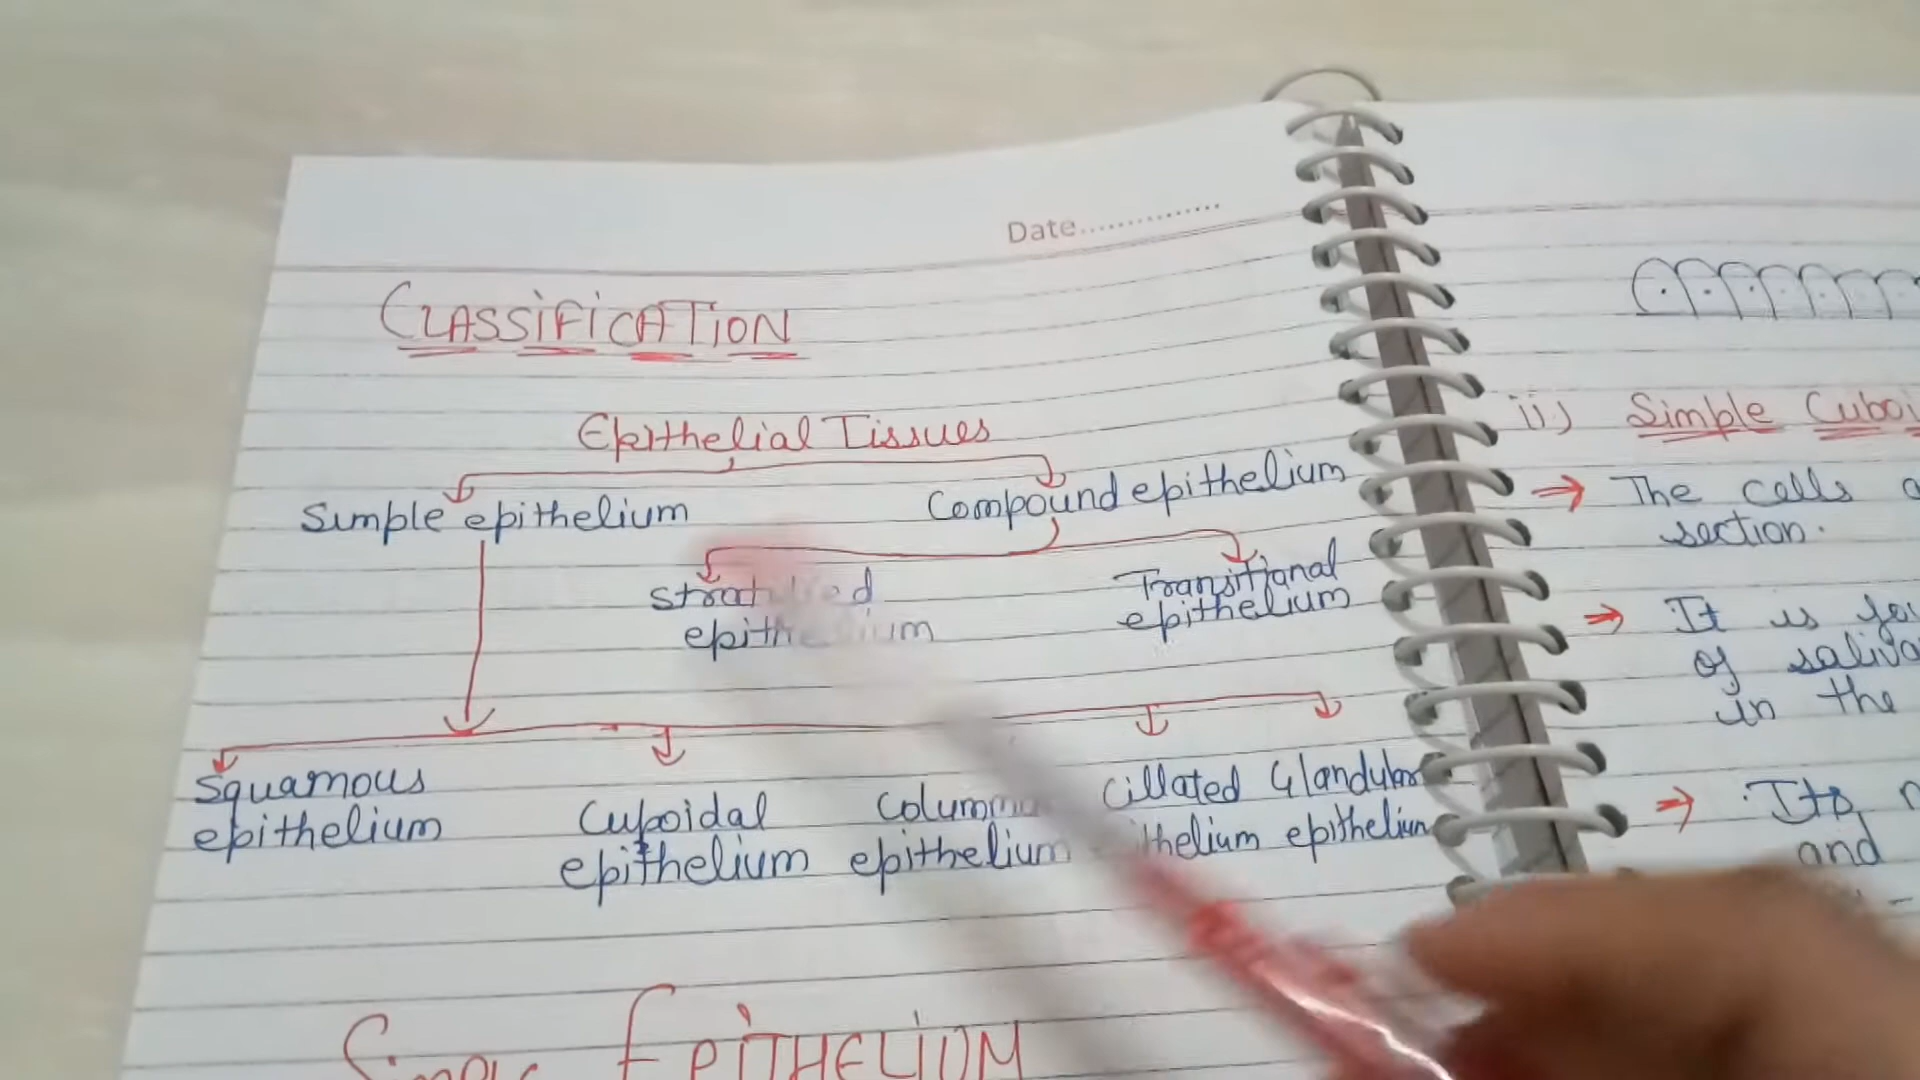 Date...............
CLASSIFICATION
Epithelial Tissues
Simple epithelium
Compound epithelium
epithelium
Transitional
epithelium
Squamous
epithelium
Cuboidal
epithelium
epithelium
Cillated
Glandular
epithelium
EPITHELIUM
ii) Simple
The cells
section.
It is
of
in the
Its
and